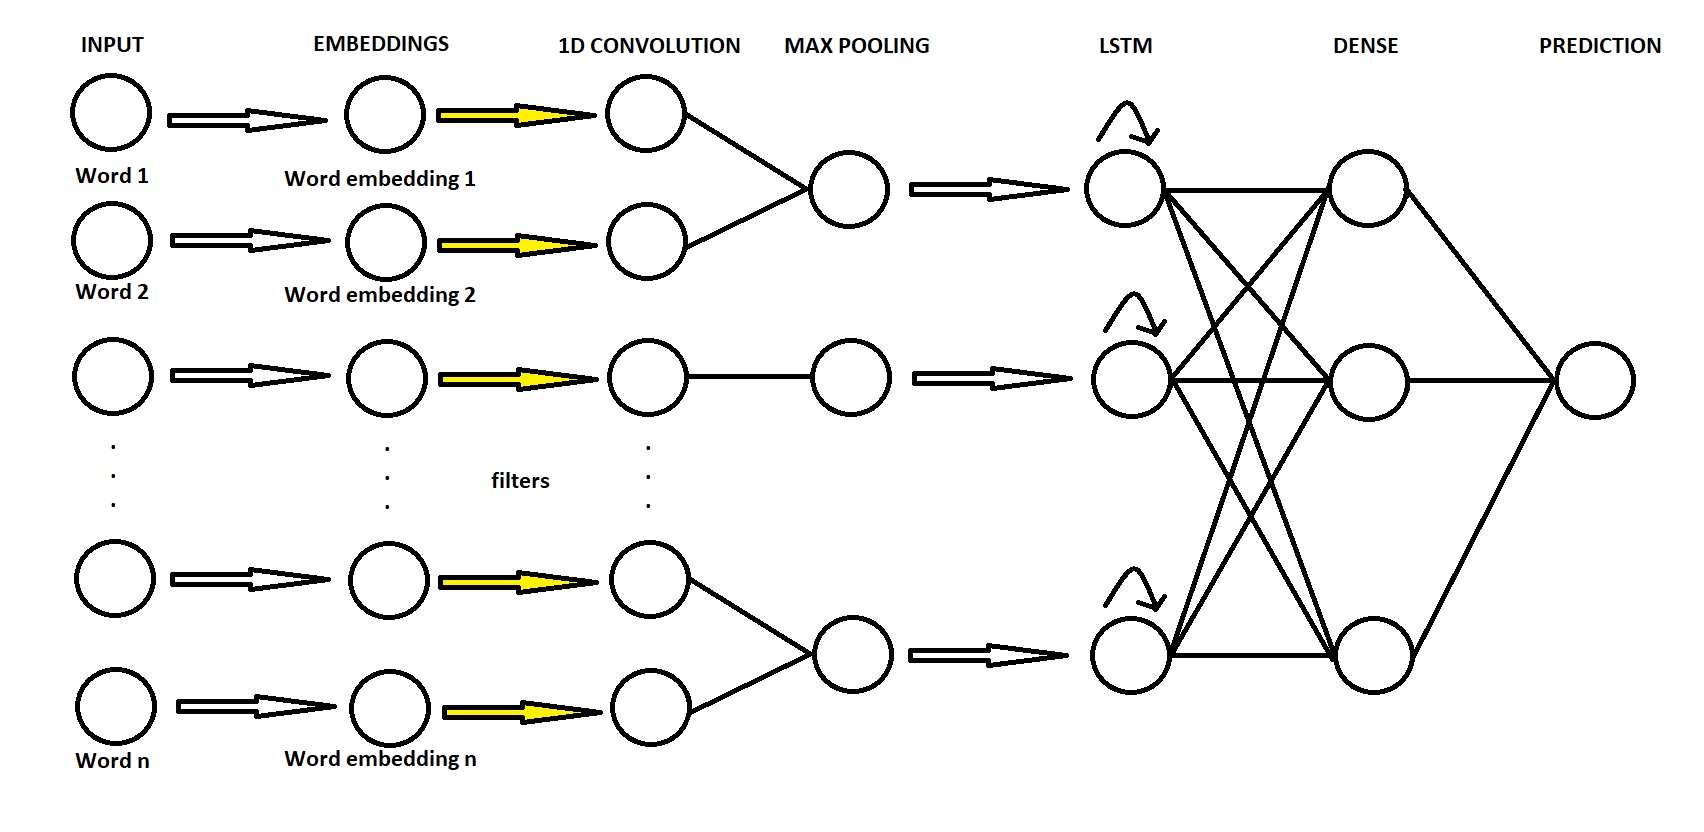 INPUT
EMBEDDINGS
1D CONVOLUTION
MAX POOLING
LSTM
DENSE
PREDICTION
Word 1
Word embedding 1
Word 2
Word embedding 2
filters
Word n
Word embedding n